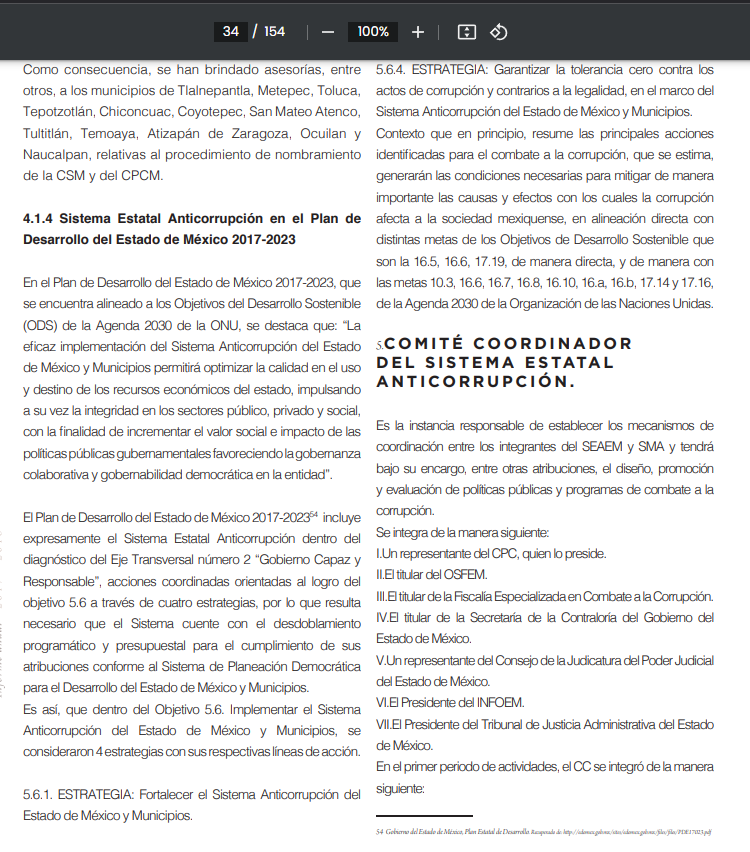 34 / 154
100%
Como consecuencia, se han brindado asesorías, entre
otros, a los municipios de Tlalnepantla, Metepec, Toluca,
Tepotzotlán, Chiconcuac, Coyotepec, San Mateo Atenco,
Tultitlán, Temoaya, Atizapán de Zaragoza, Ocuilan y
Naucalpan, relativas al procedimiento de nombramiento
de la CSM y del CPCM.
4.1.4 Sistema Estatal Anticorrupción en el Plan de
Desarrollo del Estado de México 2017-2023
En el Plan de Desarrollo del Estado de México 2017-2023, que
se encuentra alineado a los Objetivos del Desarrollo Sostenible
(ODS) de la Agenda 2030 de la ONU, se destaca que: “La
eficaz implementación del Sistema Anticorrupción del Estado
de México y Municipios permitirá optimizar la calidad en el uso
y destino de los recursos económicos del estado, impulsando
a su vez la integridad en los sectores público, privado y social,
con la finalidad de incrementar el valor social e impacto de las
políticas públicas gubernamentales favoreciendo la gobernanza
colaborativa y gobernabilidad democrática en la entidad”.
El Plan de Desarrollo del Estado de México 2017-2023⁵⁴ incluye
expresamente el Sistema Estatal Anticorrupción dentro del
diagnóstico del Eje Transversal número 2 “Gobierno Capaz y
Responsable”, acciones coordinadas orientadas al logro del
objetivo 5.6 a través de cuatro estrategias, por lo que resulta
necesario que el Sistema cuente con el desdoblamiento
programático y presupuestal para el cumplimiento de sus
atribuciones conforme al Sistema de Planeación Democrática
para el Desarrollo del Estado de México y Municipios.
Es así, que dentro del Objetivo 5.6. Implementar el Sistema
Anticorrupción del Estado de México y Municipios, se
consideraron 4 estrategias con sus respectivas líneas de acción.
5.6.1. ESTRATEGIA: Fortalecer el Sistema Anticorrupción del
Estado de México y Municipios.
5.6.4. ESTRATEGIA: Garantizar la tolerancia cero contra los
actos de corrupción y contrarios a la legalidad, en el marco del
Sistema Anticorrupción del Estado de México y Municipios.
Contexto que en principio, resume las principales acciones
identificadas para el combate a la corrupción, que se estima,
generarán las condiciones necesarias para mitigar de manera
importante las causas y efectos con los cuales la corrupción
afecta a la sociedad mexiquense, en alineación directa con
distintas metas de los Objetivos de Desarrollo Sostenible que
son la 16.5, 16.6, 17.19, de manera directa, y de manera con
las metas 10.3, 16.6, 16.7, 16.8, 16.10, 16.a, 16.b, 17.14 y 17.16,
de la Agenda 2030 de la Organización de las Naciones Unidas.
5.COMITÉ COORDINADOR
DEL SISTEMA ESTATAL
ANTICORRUPCIÓN.
Es la instancia responsable de establecer los mecanismos de
coordinación entre los integrantes del SEAEM y SMA y tendrá
bajo su encargo, entre otras atribuciones, el diseño, promoción
y evaluación de políticas públicas y programas de combate a la
corrupción.
Se integra de la manera siguiente:
I.Un representante del CPC, quien lo preside.
II.El titular del OSFEM.
III.El titular de la Fiscalía Especializada en Combate a la Corrupción.
IV.El titular de la Secretaría de la Contraloría del Gobierno del
Estado de México.
V.Un representante del Consejo de la Judicatura del Poder Judicial
del Estado de México.
VI.El Presidente del INFOEM.
VII.El Presidente del Tribunal de Justicia Administrativa del Estado
de México.
En el primer periodo de actividades, el CC se integró de la manera
siguiente:
54 Gobierno del Estado de México, Plan Estatal de Desarrollo. Recuperado de: